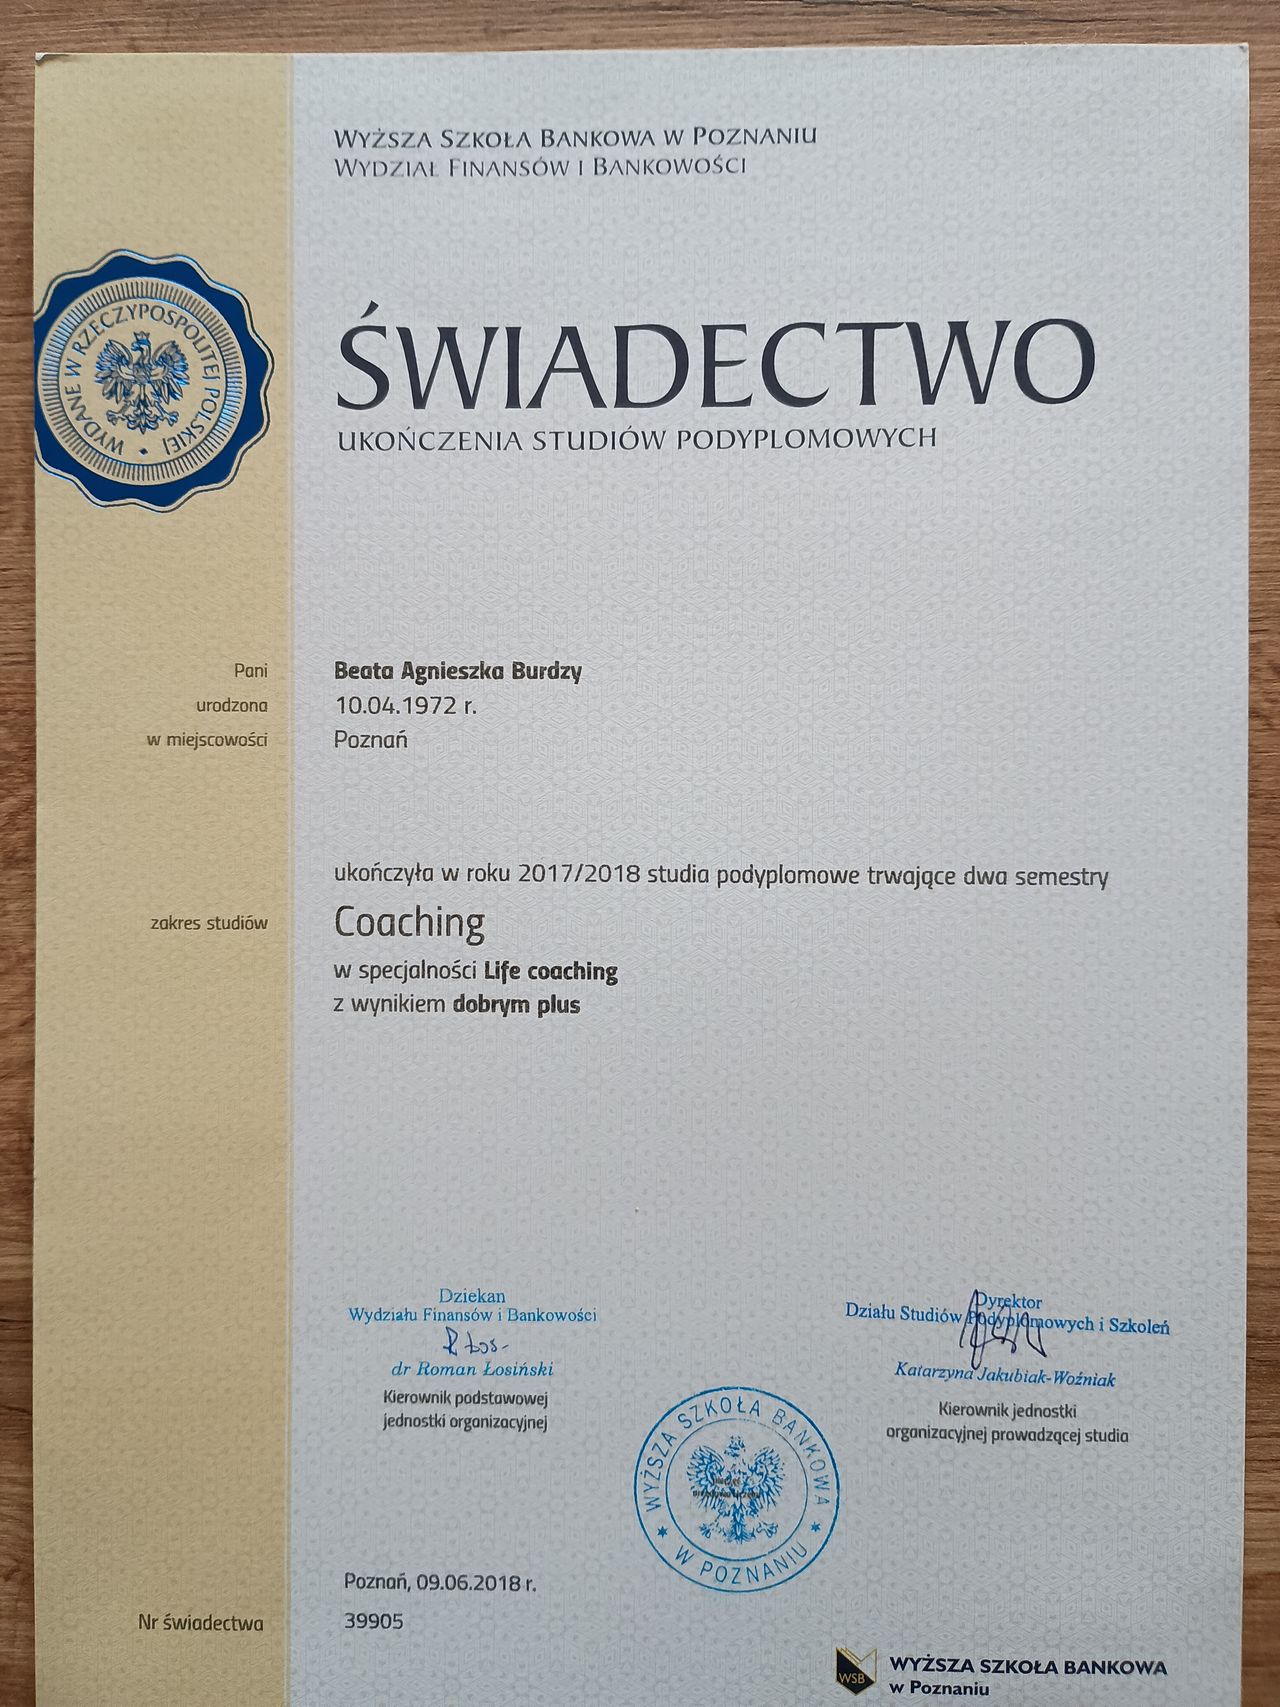 Wyższa Szkoła Bankowa w Poznaniu
Wydział Finansów i Bankowości
WYDANE W RZECZYPOSPOLITEJ POLSKIEJ
ŚWIADECTWO
UKOŃCZENIA STUDIÓW PODYPLOMOWYCH
Pani Beata Agnieszka Burdzy
urodzona 10.04.1972 r.
w miejscowości Poznań
ukończyła w roku 2017/2018 studia podyplomowe trwające dwa semestry
zakres studiów Coaching
w specjalności Life coaching
z wynikiem dobrym plus
Dziekan
Wydziału Finansów i Bankowości
dr Roman Łosiński
Kierownik podstawowej
jednostki organizacyjnej
Dyrektor
Działu Studiów Podyplomowych i Szkoleń
Katarzyna Jakubiak-Woźniak
Kierownik jednostki
organizacyjnej prowadzącej studia
WYŻSZA SZKOŁA BANKOWA
W POZNANIU
Poznań, 09.06.2018 r.
Nr świadectwa 39905
WSB
WYŻSZA SZKOŁA BANKOWA
w Poznaniu